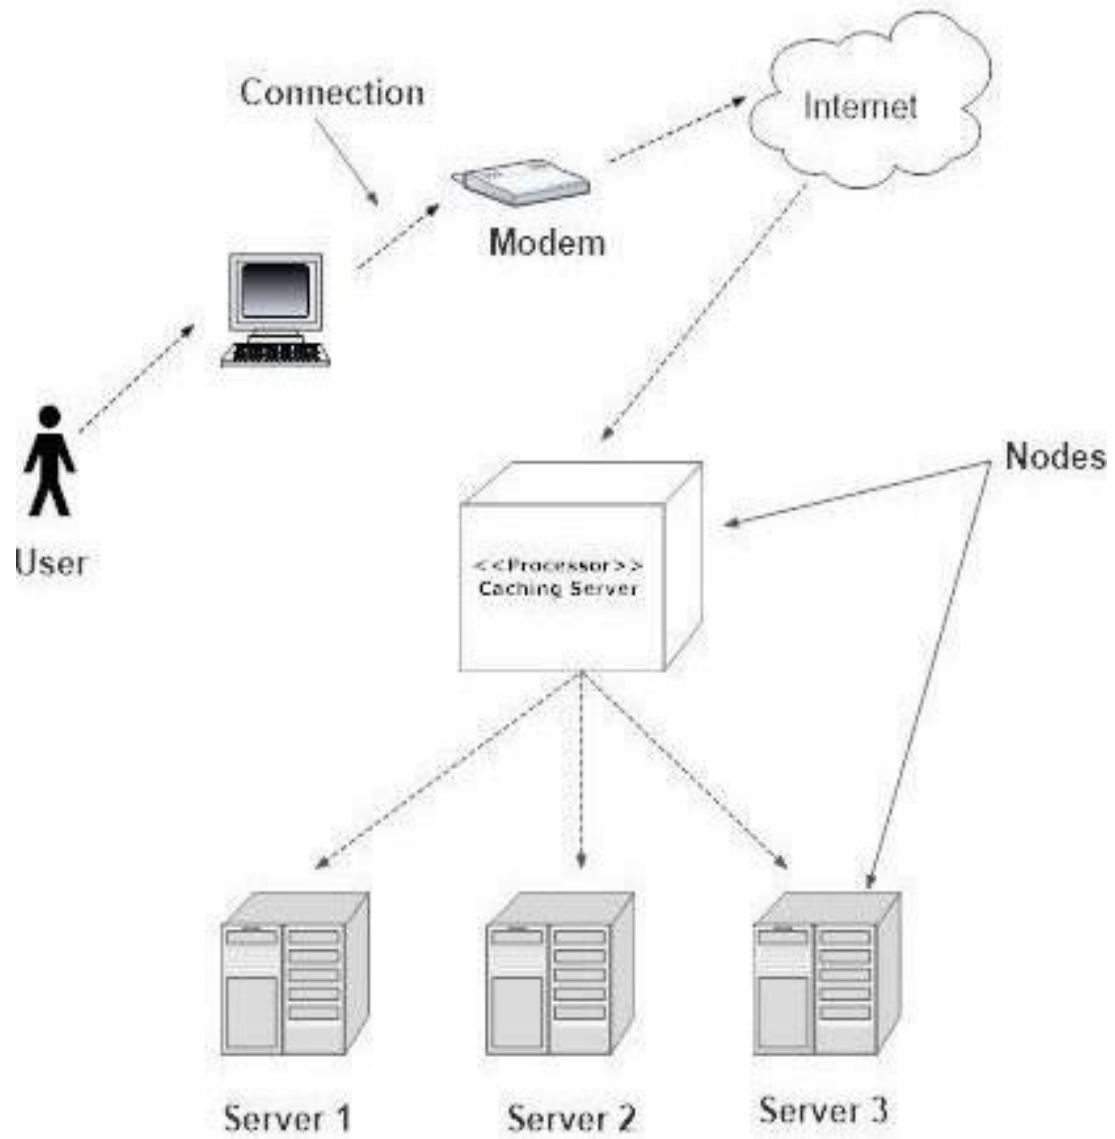 Connection
Internet
Modem
User
Nodes
<<Processor>>
Caching Server
Server 1
Server 2
Server 3